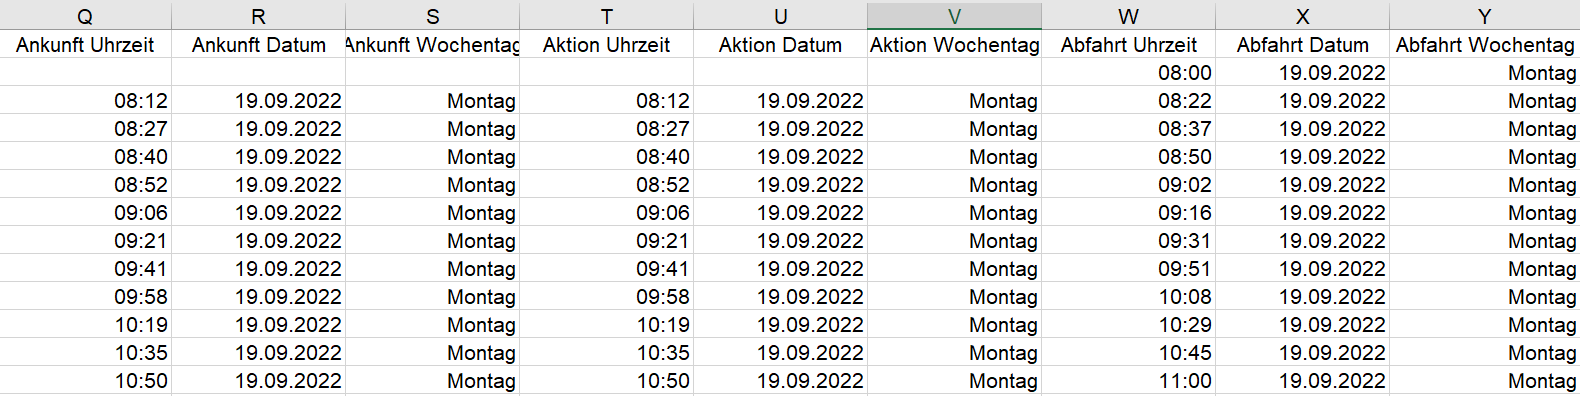 Q R S T U V W X Y
Ankunft Uhrzeit Ankunft Datum Ankunft Wochentag Aktion Uhrzeit Aktion Datum Aktion Wochentag Abfahrt Uhrzeit Abfahrt Datum Abfahrt Wochentag
08:00 19.09.2022 Montag
08:12 19.09.2022 Montag 08:12 19.09.2022 Montag 08:22 19.09.2022 Montag
08:27 19.09.2022 Montag 08:27 19.09.2022 Montag 08:37 19.09.2022 Montag
08:40 19.09.2022 Montag 08:40 19.09.2022 Montag 08:50 19.09.2022 Montag
08:52 19.09.2022 Montag 08:52 19.09.2022 Montag 09:02 19.09.2022 Montag
09:06 19.09.2022 Montag 09:06 19.09.2022 Montag 09:16 19.09.2022 Montag
09:21 19.09.2022 Montag 09:21 19.09.2022 Montag 09:31 19.09.2022 Montag
09:41 19.09.2022 Montag 09:41 19.09.2022 Montag 09:51 19.09.2022 Montag
09:58 19.09.2022 Montag 09:58 19.09.2022 Montag 10:08 19.09.2022 Montag
10:19 19.09.2022 Montag 10:19 19.09.2022 Montag 10:29 19.09.2022 Montag
10:35 19.09.2022 Montag 10:35 19.09.2022 Montag 10:45 19.09.2022 Montag
10:50 19.09.2022 Montag 10:50 19.09.2022 Montag 11:00 19.09.2022 Montag